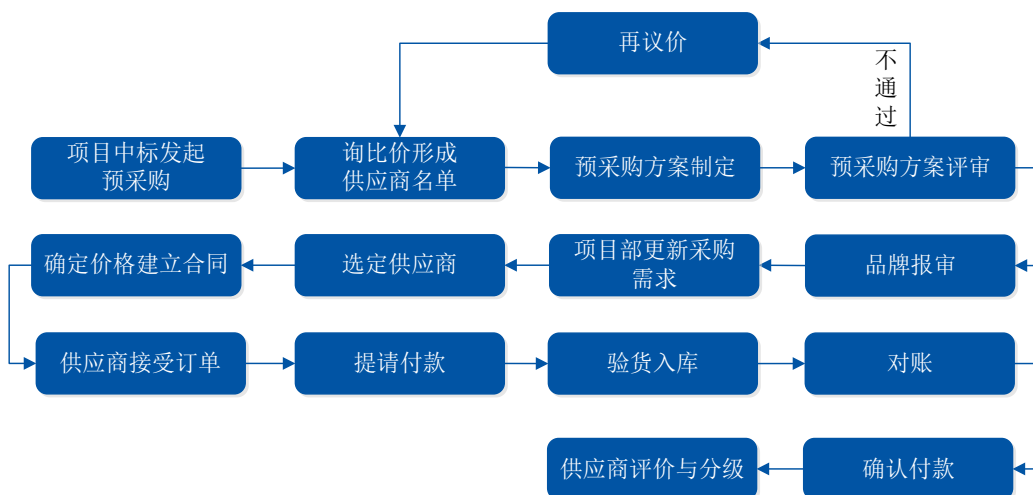 再议价
不
通
过
项目中标发起
预采购
询比价形成
供应商名单
预采购方案制定
预采购方案评审
确定价格建立合同
选定供应商
项目部更新采购
需求
品牌报审
供应商接受订单
提请付款
验货入库
对账
供应商评价与分级
确认付款